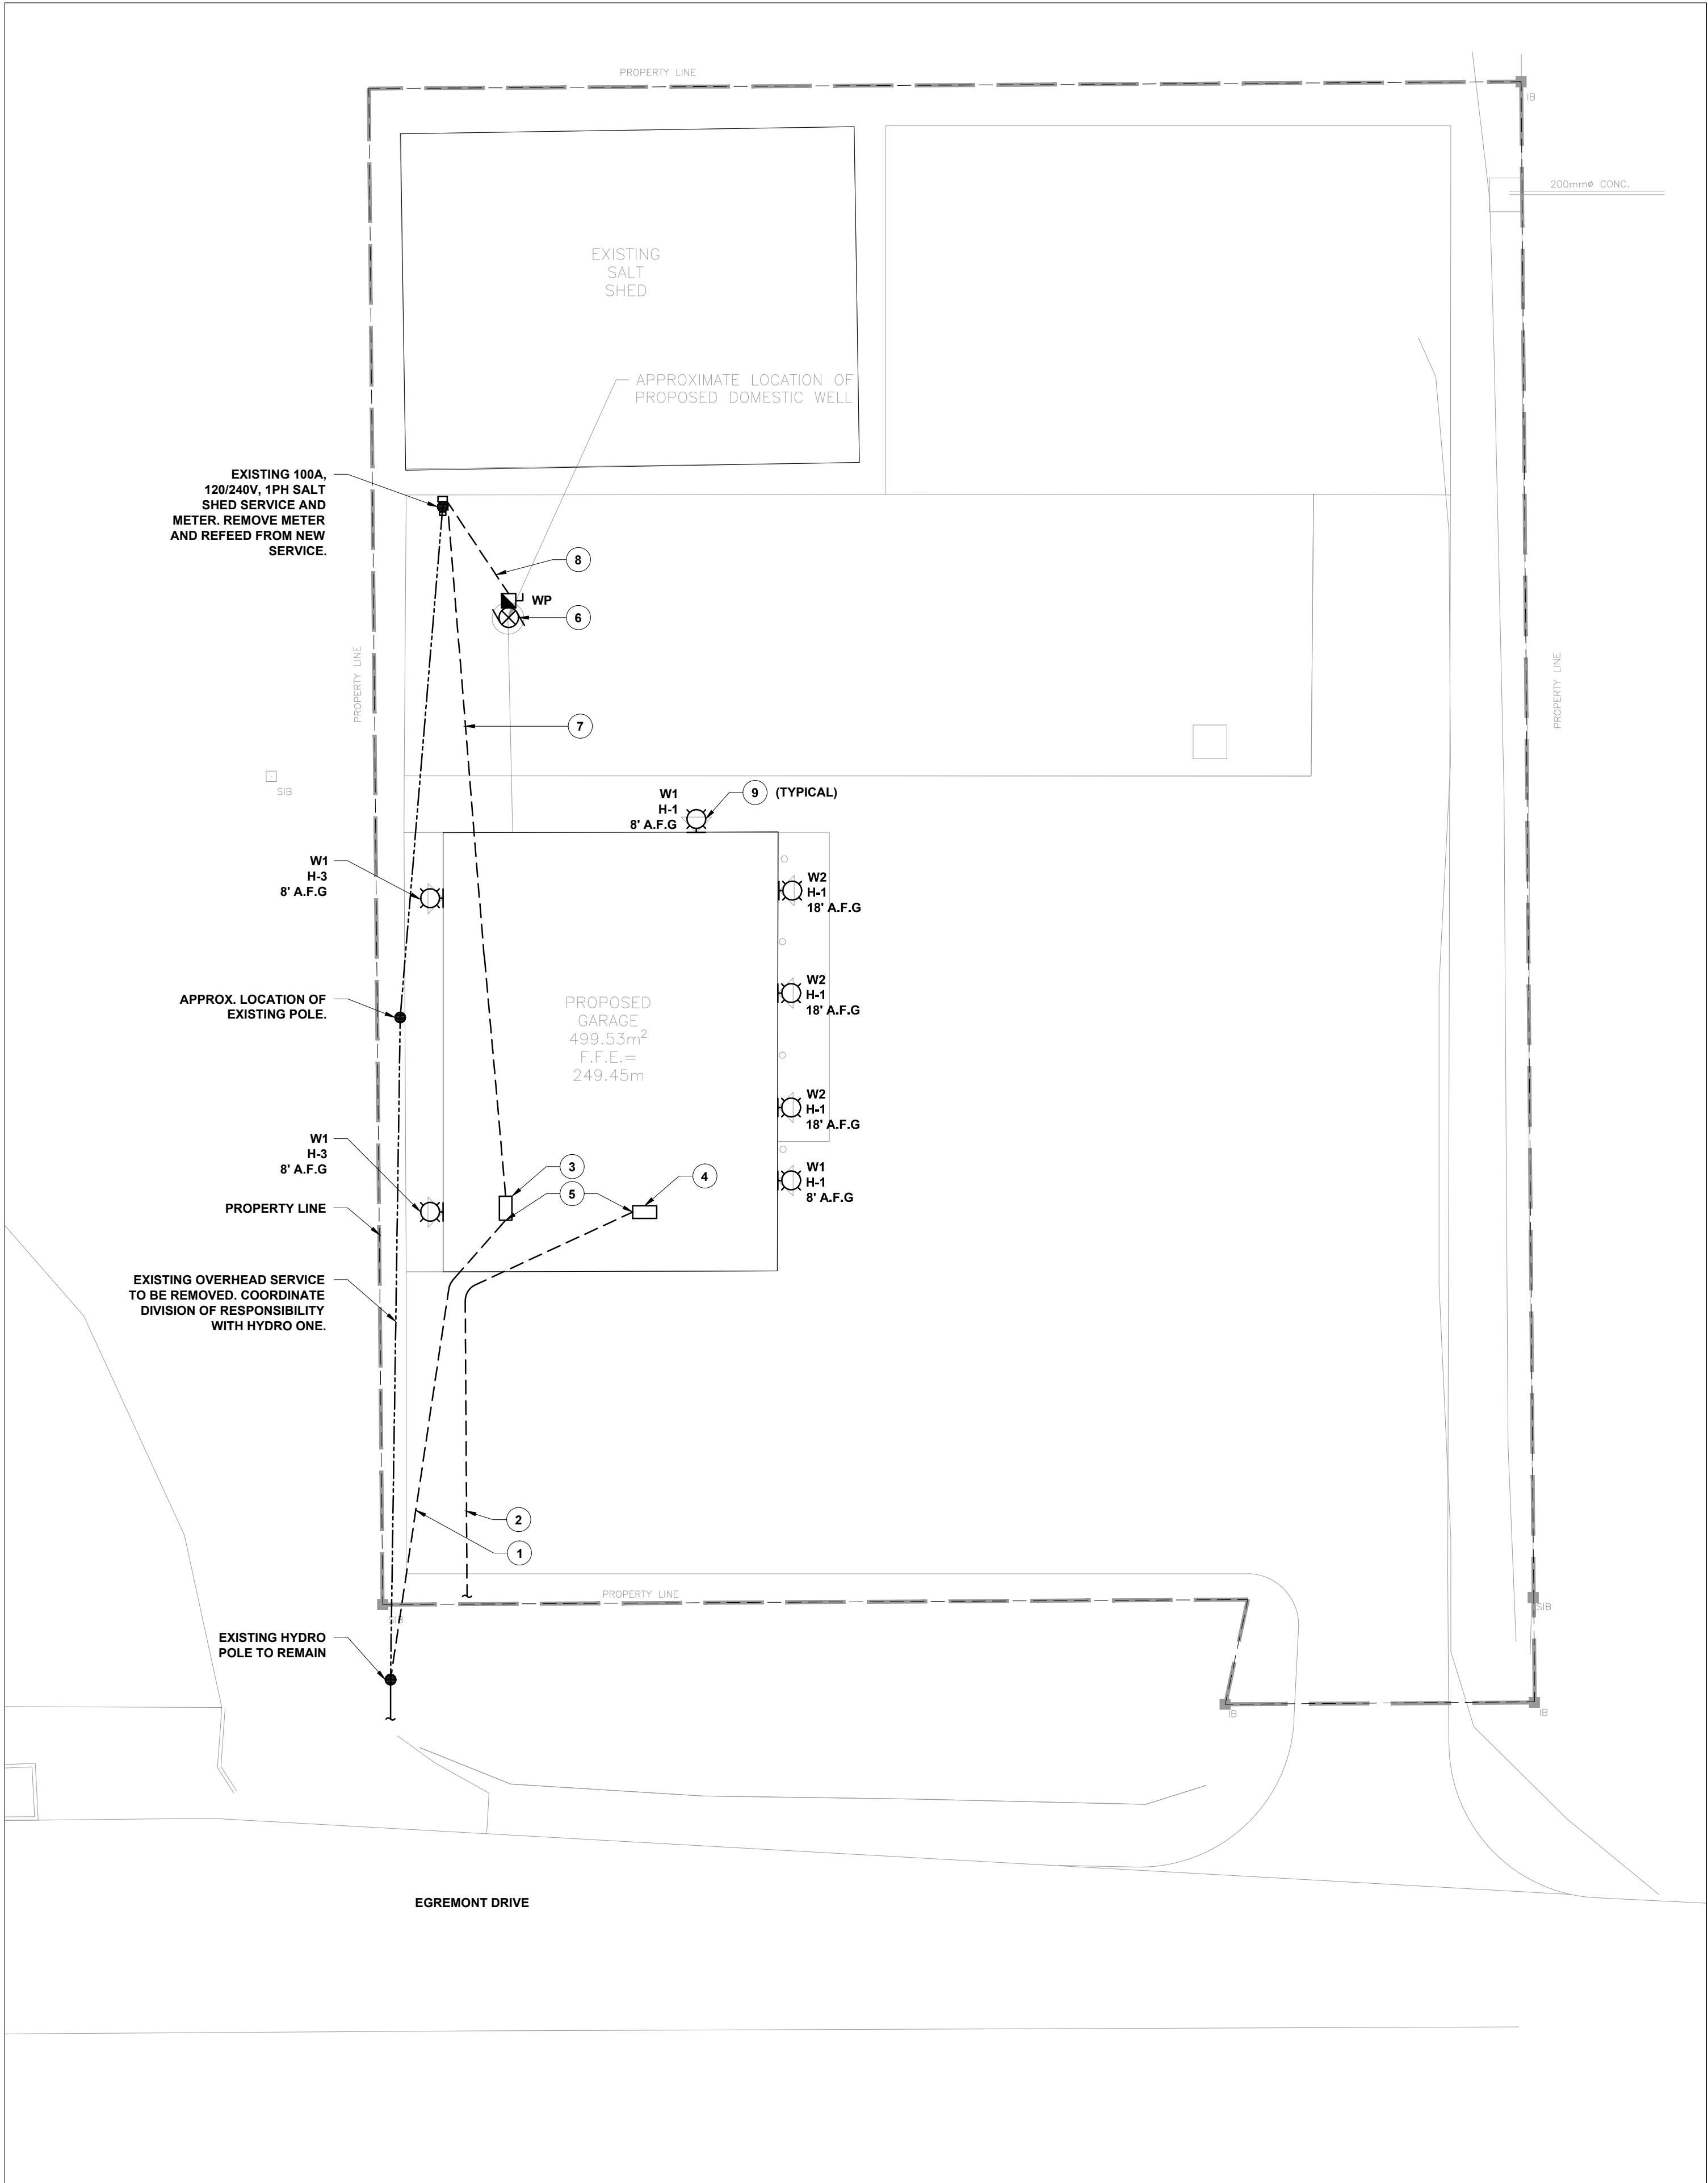 PROPERTY LINE
IB
200mmø CONC.
EXISTING
SALT
SHED
APPROXIMATE LOCATION OF
PROPOSED DOMESTIC WELL
EXISTING 100A,
120/240V, 1PH SALT
SHED SERVICE AND
METER. REMOVE METER
AND REFEED FROM NEW
SERVICE.
8
WP
6
PROPERTY LINE
PROPERTY LINE
7
SIB
W1
H-1
8' A.F.G
9 (TYPICAL)
W1
H-3
8' A.F.G
W2
H-1
18' A.F.G
W2
H-1
18' A.F.G
APPROX. LOCATION OF
EXISTING POLE.
PROPOSED
GARAGE
499.53m²
F.F.E.=
249.45m
W2
H-1
18' A.F.G
W1
H-3
8' A.F.G
3
4
5
W1
H-1
8' A.F.G
PROPERTY LINE
EXISTING OVERHEAD SERVICE
TO BE REMOVED. COORDINATE
DIVISION OF RESPONSIBILITY
WITH HYDRO ONE.
2
1
PROPERTY LINE
SIB
SIB
EXISTING HYDRO
POLE TO REMAIN
IB
IB
EGREMONT DRIVE